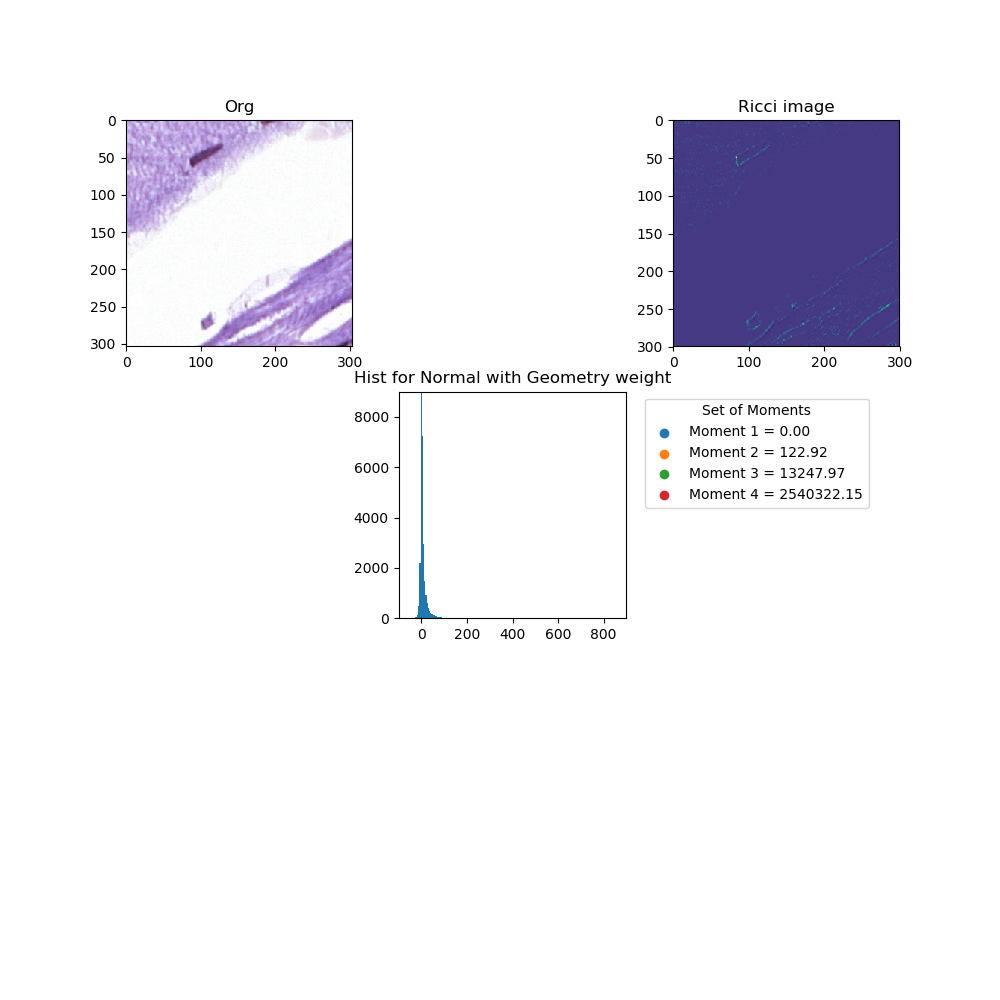 Org
0
50
100
150
200
250
300
0 100 200 300
Ricci image
0
50
100
150
200
250
300
0 100 200 300
Hist for Normal with Geometry weight
8000
6000
4000
2000
0
0 200 400 600 800
Set of Moments
Moment 1 = 0.00
Moment 2 = 122.92
Moment 3 = 13247.97
Moment 4 = 2540322.15